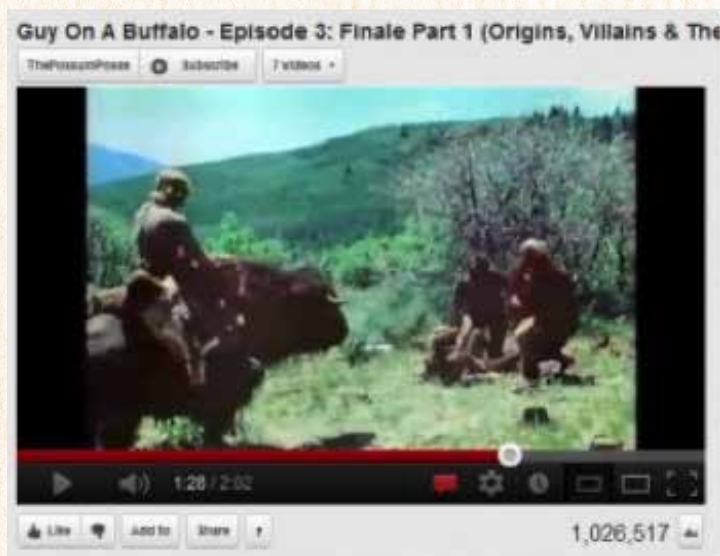 Guy On A Buffalo - Episode 3: Finale Part 1 (Origins, Villains & The
ThePossumPosse Subscribe 7 videos
1:28 / 2:02
Like Add to Share
1,026,517